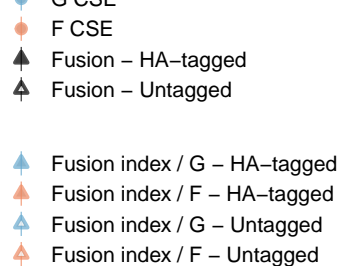 G CSE
F CSE
Fusion − HA−tagged
Fusion − Untagged
Fusion index / G − HA−tagged
Fusion index / F − HA−tagged
Fusion index / G − Untagged
Fusion index / F − Untagged